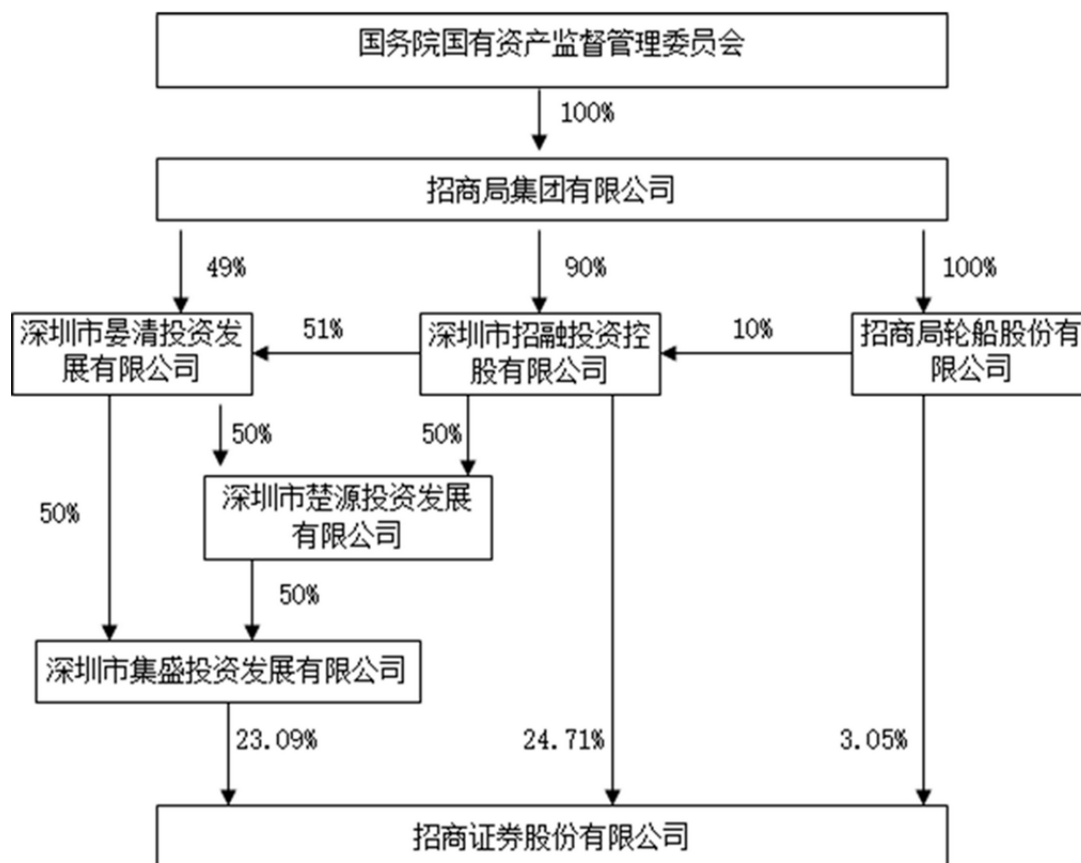 国务院国有资产监督管理委员会
100%
招商局集团有限公司
49%
90%
100%
深圳市晏清投资发
展有限公司
51%
深圳市招融投资控
股有限公司
10%
招商局轮船股份有
限公司
50%
50%
50%
深圳市楚源投资发展
有限公司
50%
深圳市集盛投资发展有限公司
23.09%
24.71%
3.05%
招商证券股份有限公司